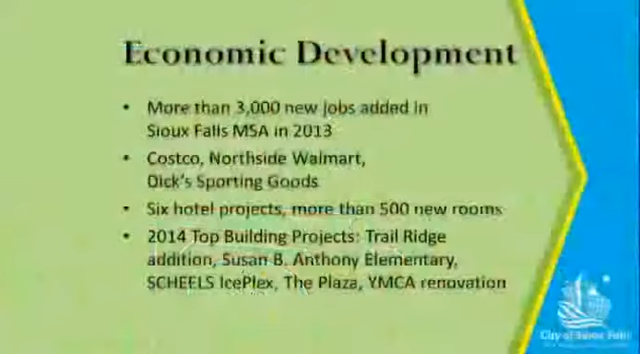 Economic Development
• More than 3,000 new jobs added in
Sioux Falls MSA in 2013
• Costco, Northside Walmart,
Dick's Sporting Goods
• Six hotel projects, more than 500 new rooms
• 2014 Top Building Projects: Trail Ridge
addition, Susan B. Anthony Elementary,
SCHEELS IcePlex, The Plaza, YMCA renovation
City of Sioux Falls